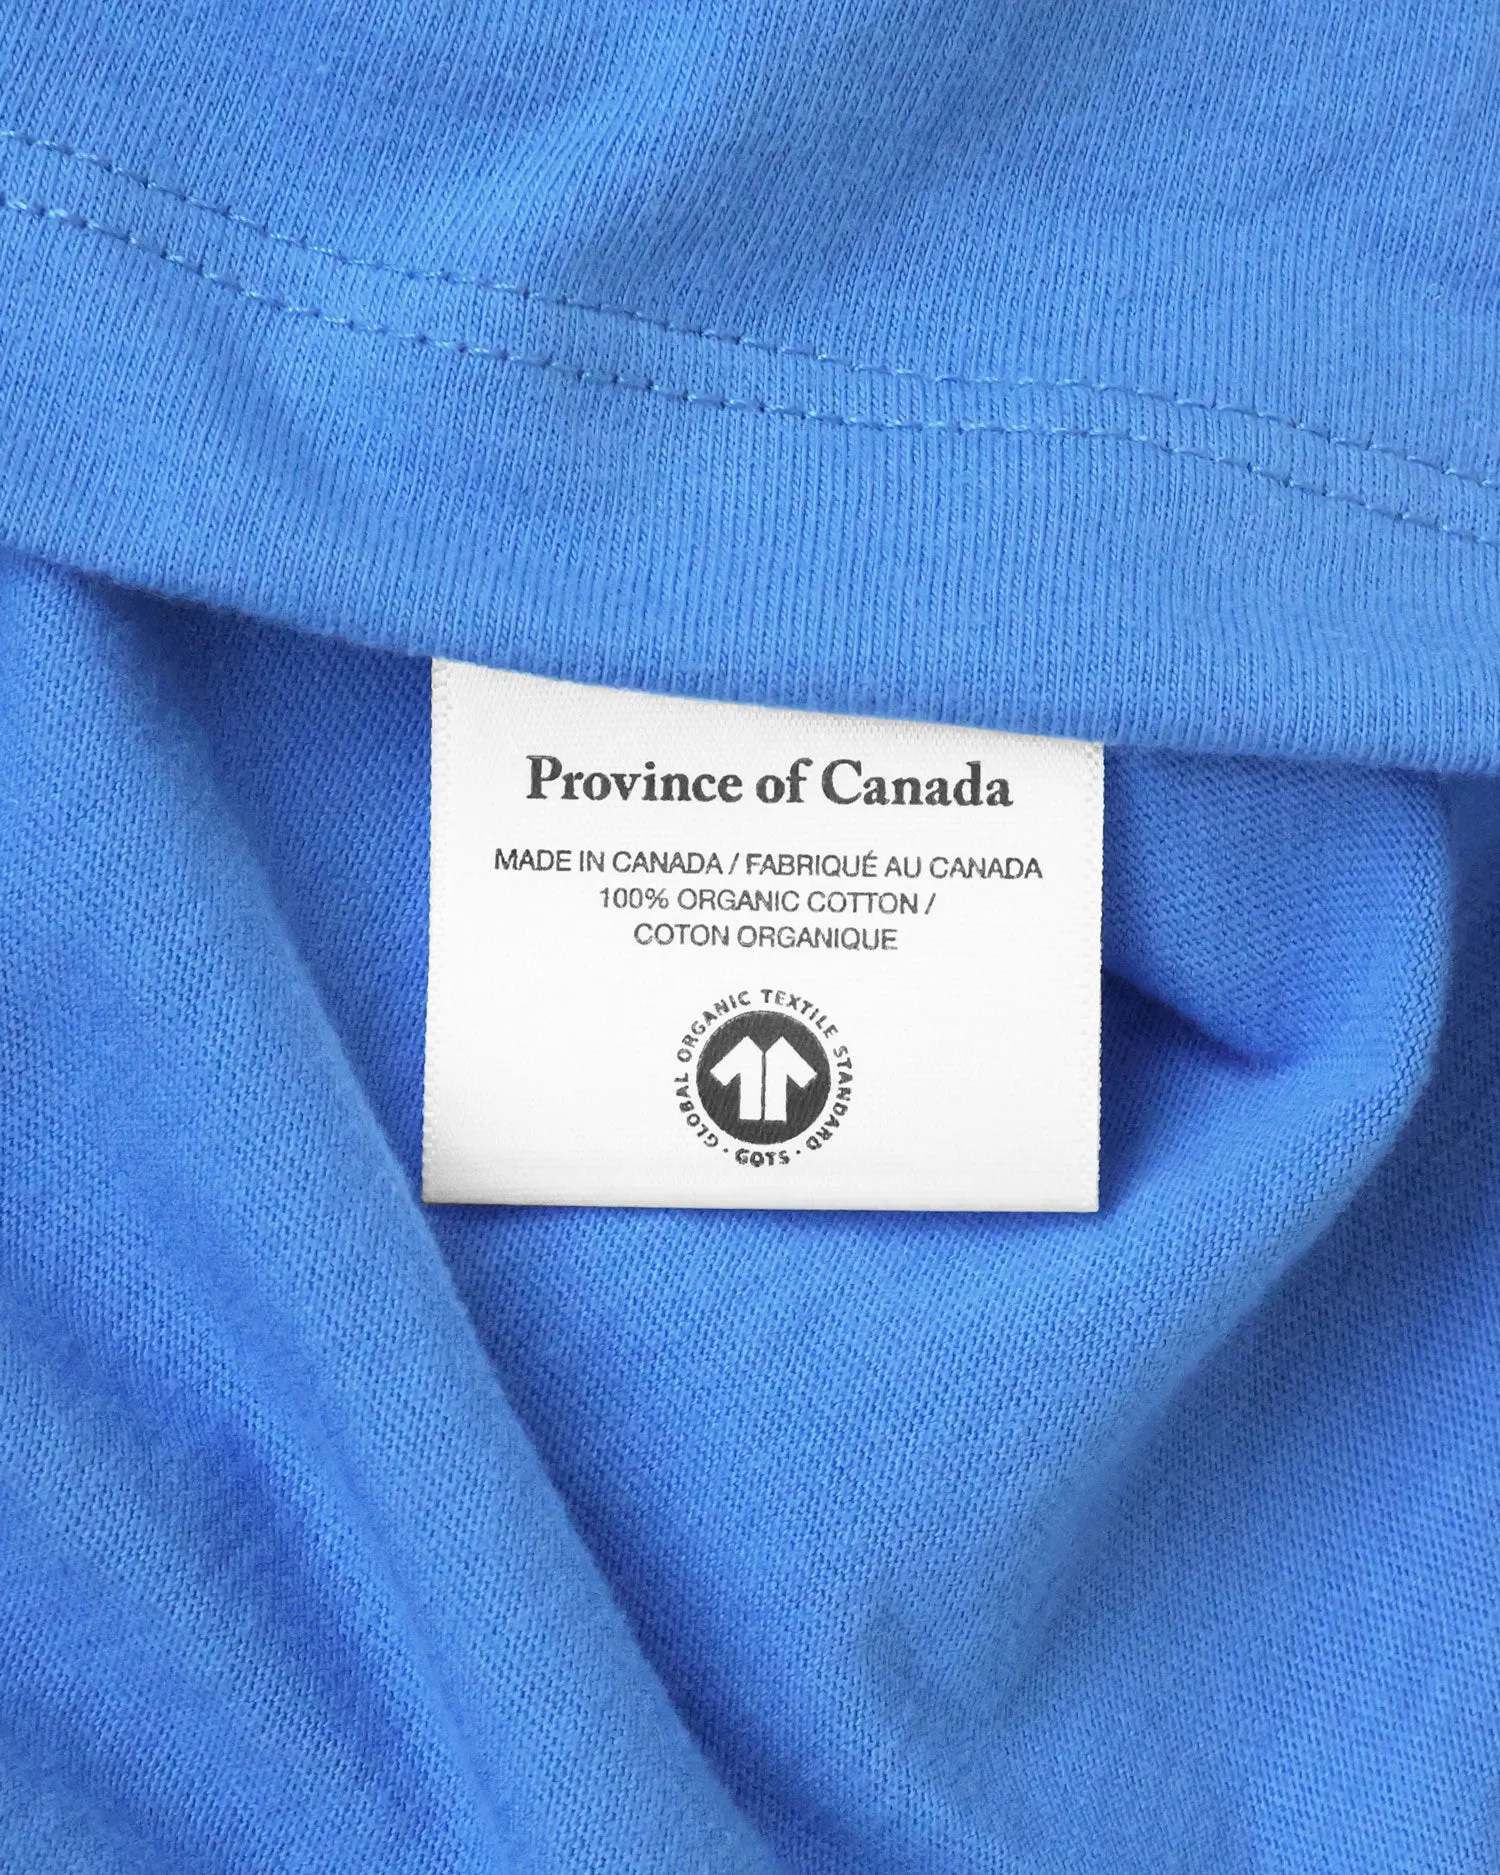 Province of Canada
MADE IN CANADA / FABRIQUÉ AU CANADA
100% ORGANIC COTTON /
COTON ORGANIQUE
GLOBAL ORGANIC TEXTILE STANDARD · GOTS ·